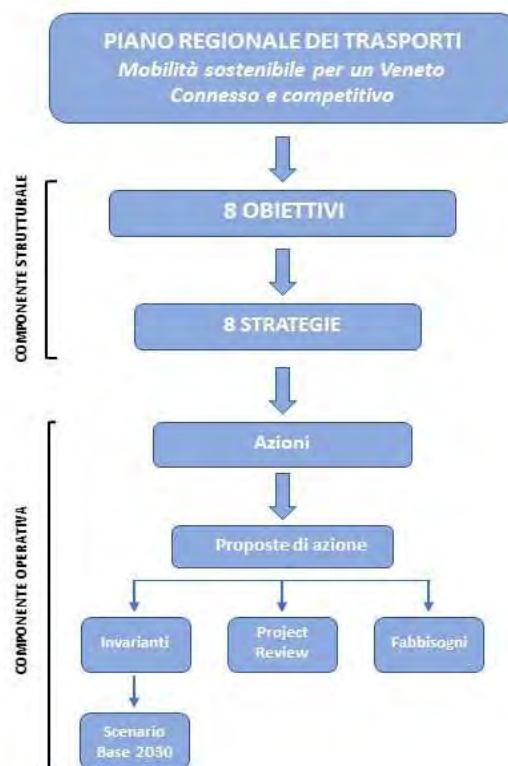 PIANO REGIONALE DEI TRASPORTI
Mobilità sostenibile per un Veneto
Connesso e competitivo
COMPONENTE STRUTTURALE
8 OBIETTIVI
8 STRATEGIE
COMPONENTE OPERATIVA
Azioni
Proposte di azione
Invarianti
Project
Review
Fabbisogni
Scenario
Base 2030